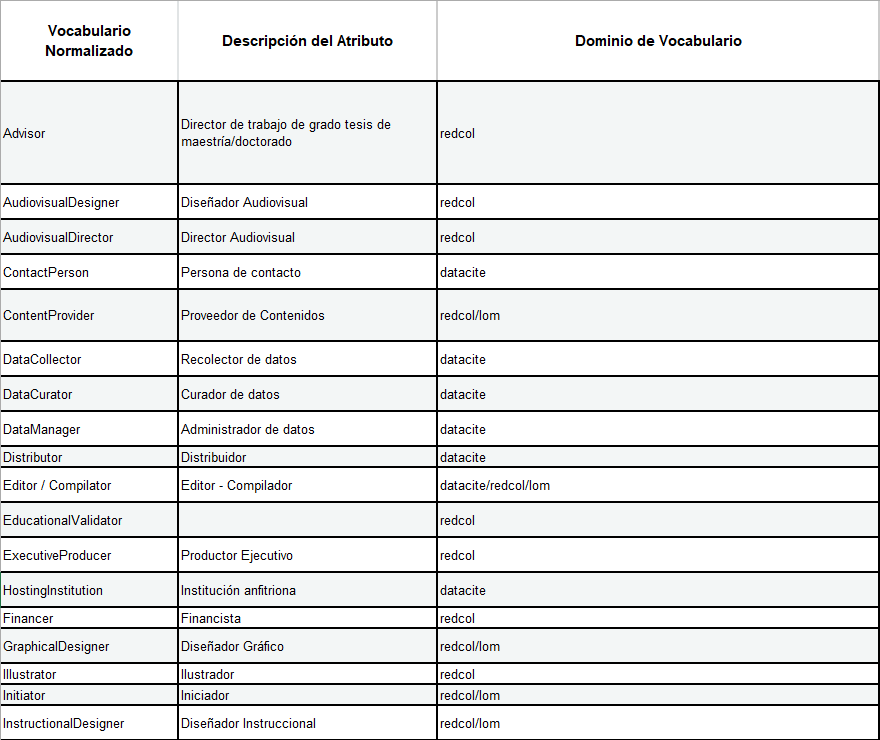 Vocabulario
Normalizado
Descripción del Atributo
Dominio de Vocabulario
Advisor
Director de trabajo de grado tesis de
maestría/doctorado
redcol
AudiovisualDesigner
Diseñador Audiovisual
redcol
AudiovisualDirector
Director Audiovisual
redcol
ContactPerson
Persona de contacto
datacite
ContentProvider
Proveedor de Contenidos
redcol/lom
DataCollector
Recolector de datos
datacite
DataCurator
Curador de datos
datacite
DataManager
Administrador de datos
datacite
Distributor
Distribuidor
datacite
Editor / Compilator
Editor - Compilador
datacite/redcol/lom
EducationalValidator
redcol
ExecutiveProducer
Productor Ejecutivo
redcol
HostingInstitution
Institución anfitriona
datacite
Financer
Financista
redcol
GraphicalDesigner
Diseñador Gráfico
redcol/lom
Illustrator
Ilustrador
redcol
Initiator
Iniciador
redcol/lom
InstructionalDesigner
Diseñador Instruccional
redcol/lom